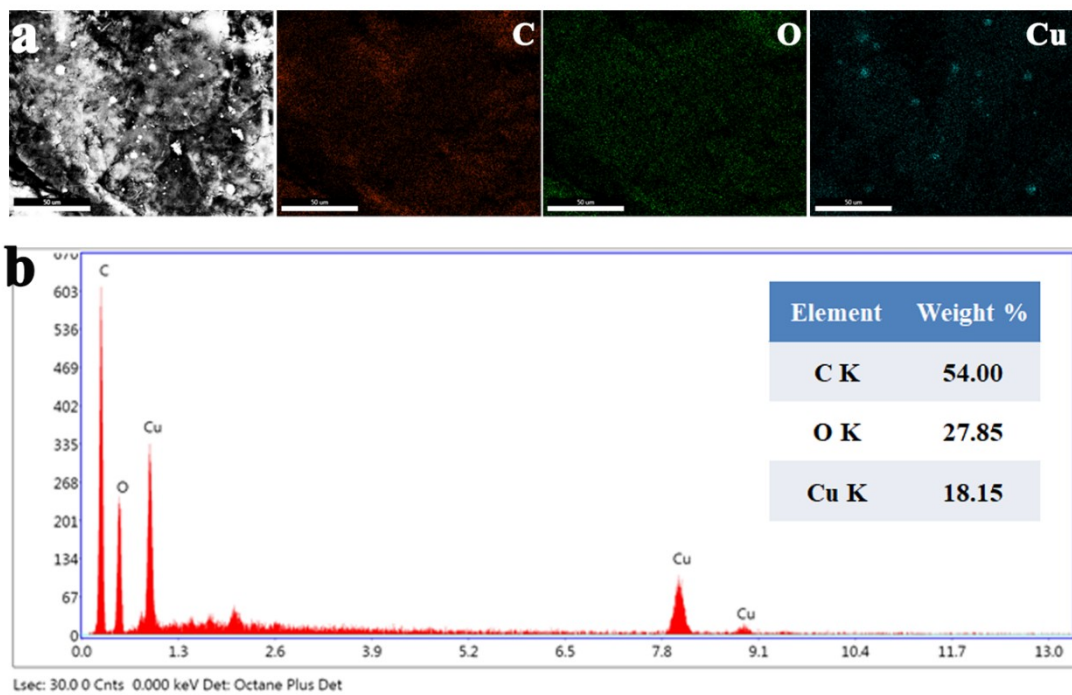 a
C
O
Cu
50 um
50 um
50 um
50 um
b
670
603
536
469
402
335
268
201
134
67
0
C
O
Cu
Cu
Cu
Element Weight %
C K 54.00
O K 27.85
Cu K 18.15
0.0 1.3 2.6 3.9 5.2 6.5 7.8 9.1 10.4 11.7 13.0
Lsec: 30.0 0 Cnts 0.000 keV Det: Octane Plus Det